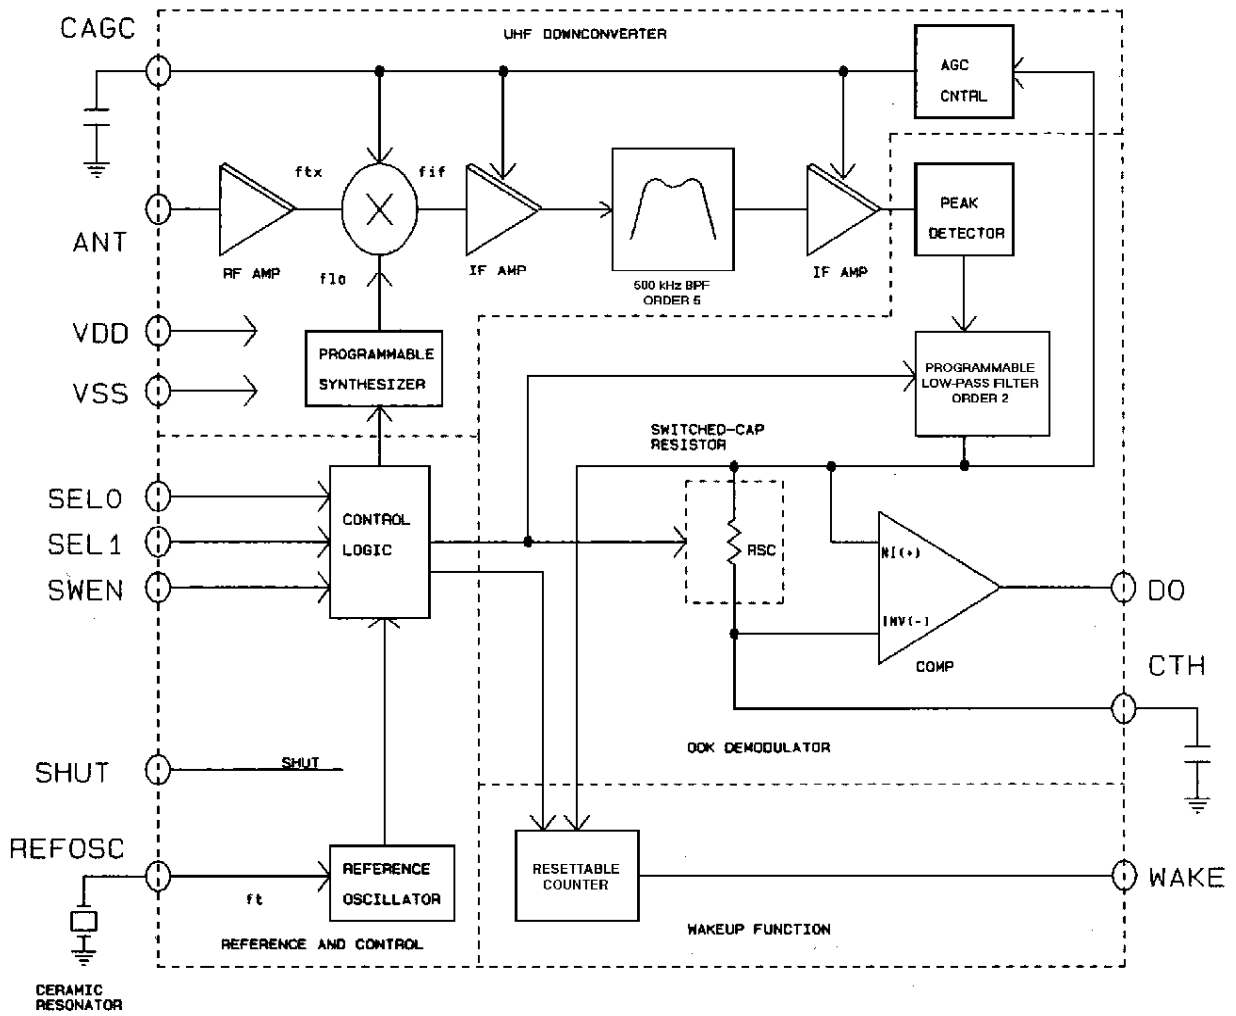 CAGC
UHF DOWNCONVERTER
AGC
CNTRL
ftx
fif
PEAK
DETECTOR
ANT
RF AMP
flo
IF AMP
500 kHz BPF
ORDER 5
IF AMP
VDD
VSS
PROGRAMMABLE
SYNTHESIZER
PROGRAMMABLE
LOW-PASS FILTER
ORDER 2
SWITCHED-CAP
RESISTOR
SEL0
SEL1
SWEN
CONTROL
LOGIC
RSC
NI(+)
INV(-)
COMP
DO
CTH
OOK DEMODULATOR
SHUT
SHUT
REFOSC
ft
REFERENCE
OSCILLATOR
RESETTABLE
COUNTER
WAKE
WAKEUP FUNCTION
REFERENCE AND CONTROL
CERAMIC
RESONATOR